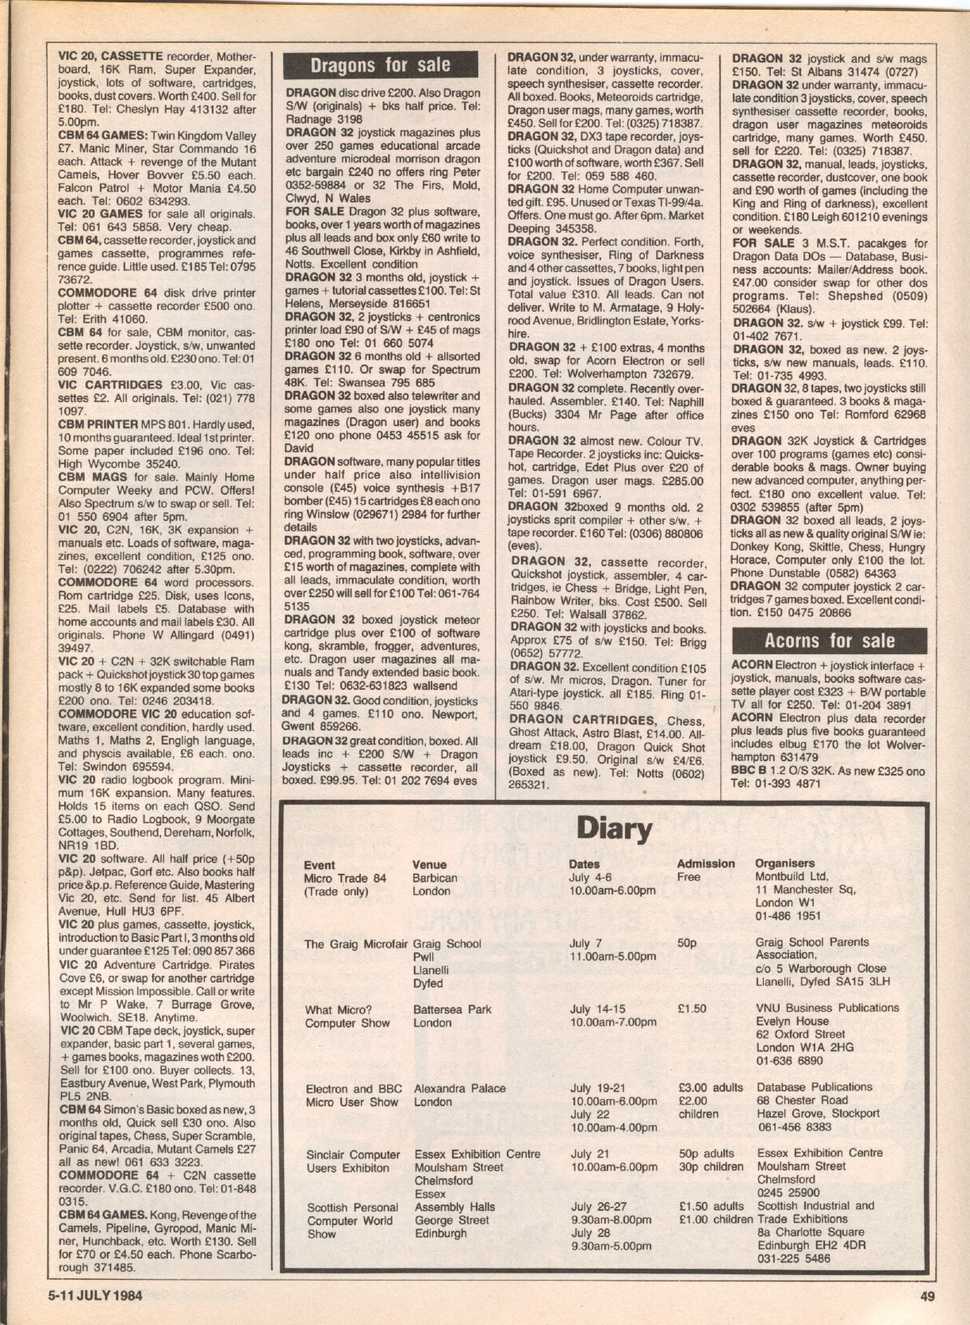 VIC 20, CASSETTE recorder, Mother-
board, 16K Ram, Super Expander,
joystick, lots of software, cartridges,
books, dust covers. Worth £400. Sell for
£180. Tel: Cheslyn Hay 413132 after
5.00pm.
CBM 64 GAMES: Twin Kingdom Valley
£7. Manic Miner, Star Commando 16
each. Attack + revenge of the Mutant
Camels, Hover Bovver £5.50 each.
Falcon Patrol + Motor Mania £4.50
each. Tel: 0602 634293.
VIC 20 GAMES for sale all originals.
Tel: 061 643 5858. Very cheap.
CBM 64, cassette recorder, joystick and
games cassette, programmes refe-
rence guide. Little used. £185 Tel: 0795
73672.
COMMODORE 64 disk drive printer
plotter + cassette recorder £500 ono.
Tel: Erith 41060.
CBM 64 for sale, CBM monitor, cas-
sette recorder. Joystick, s/w, unwanted
present. 6 months old. £230 ono. Tel: 01
609 7046.
VIC CARTRIDGES £3.00, Vic cas-
settes £2. All originals. Tel: (021) 778
1097.
CBM PRINTER MPS 801. Hardly used,
10 months guaranteed. Ideal 1st printer.
Some paper included £196 ono. Tel:
High Wycombe 35240.
CBM MAGS for sale. Mainly Home
Computer Weekly and PCW. Offers!
Also Spectrum s/w to swap or sell. Tel:
01 550 6904 after 5pm.
VIC 20, C2N, 16K, 3K expansion +
manuals etc. Loads of software, maga-
zines, excellent condition, £125 ono.
Tel: (0222) 706242 after 5.30pm.
COMMODORE 64 word processors.
Rom cartridge £25. Disk, uses Icons,
£25. Mail labels £5. Database with
home accounts and mail labels £30. All
originals. Phone W Allingard (0491)
39497.
VIC 20 + C2N + 32K switchable Ram
pack + Quickshot joystick 30 top games
mostly 8 to 16K expanded some books
£200 ono. Tel: 0246 203418.
COMMODORE VIC 20 education sof-
tware, excellent condition, hardly used.
Maths 1, Maths 2, Engligh language,
and physcis available, £6 each. ono.
Tel: Swindon 695594.
VIC 20 radio logbook program. Mini-
mum 16K expansion. Many features.
Holds 15 items on each QSO. Send
£5.00 to Radio Logbook, 9 Moorgate
Cottages, Southend, Dereham, Norfolk,
NR19 1BD.
VIC 20 software. All half price (+50p
p&p). Jetpac, Gorf etc. Also books half
price &p.p. Reference Guide, Mastering
Vic 20, etc. Send for list. 45 Albert
Avenue, Hull HU3 6PF.
VIC 20 plus games, cassette, joystick,
introduction to Basic Part I, 3 months old
under guarantee £125 Tel: 090 857 366
VIC 20 Adventure Cartridge. Pirates
Cove £6, or swap for another cartridge
except Mission Impossible. Call or write
to Mr P Wake, 7 Burrage Grove,
Woolwich. SE18. Anytime.
VIC 20 CBM Tape deck, joystick, super
expander, basic part 1, several games,
+ games books, magazines woth £200.
Sell for £100 ono. Buyer collects. 13,
Eastbury Avenue, West Park, Plymouth
PL5 2NB.
CBM 64 Simon's Basic boxed as new, 3
months old, Quick sell £30 ono. Also
original tapes, Chess, Super Scramble,
Panic 64, Arcadia, Mutant Camels £27
all as new! 061 633 3223.
COMMODORE 64 + C2N cassette
recorder. V.G.C. £180 ono. Tel: 01-848
0315.
CBM 64 GAMES. Kong, Revenge of the
Camels, Pipeline, Gyropod, Manic Mi-
ner, Hunchback, etc. Worth £130. Sell
for £70 or £4.50 each. Phone Scarbo-
rough 371485.
Dragons for sale
DRAGON disc drive £200. Also Dragon
S/W (originals) + bks half price. Tel:
Radnage 3198
DRAGON 32 joystick magazines plus
over 250 games educational arcade
adventure microdeal morrison dragon
etc bargain £240 no offers ring Peter
0352-59884 or 32 The Firs, Mold,
Clwyd, N Wales
FOR SALE Dragon 32 plus software,
books, over 1 years worth of magazines
plus all leads and box only £60 write to
46 Southwell Close, Kirkby in Ashfield,
Notts. Excellent condition
DRAGON 32 3 months old, joystick +
games + tutorial cassettes £100. Tel: St
Helens, Merseyside 816651
DRAGON 32, 2 joysticks + centronics
printer load £90 of S/W + £45 of mags
£180 ono Tel: 01 660 5074
DRAGON 32 6 months old + allsorted
games £110. Or swap for Spectrum
48K. Tel: Swansea 795 685
DRAGON 32 boxed also telewriter and
some games also one joystick many
magazines (Dragon user) and books
£120 ono phone 0453 45515 ask for
David
DRAGON software, many popular titles
under half price also intellivision
console (£45) voice synthesis +B17
bomber (£45) 15 cartridges £8 each ono
ring Winslow (029671) 2984 for further
details
DRAGON 32 with two joysticks, advan-
ced, programming book, software, over
£15 worth of magazines, complete with
all leads, immaculate condition, worth
over £250 will sell for £100 Tel: 061-764
5135
DRAGON 32 boxed joystick meteor
cartridge plus over £100 of software
kong, skramble, frogger, adventures,
etc. Dragon user magazines all ma-
nuals and Tandy extended basic book.
£130 Tel: 0632-631823 wallsend
DRAGON 32. Good condition, joysticks
and 4 games. £110 ono. Newport,
Gwent 859266.
DRAGON 32 great condition, boxed. All
leads inc + £200 S/W + Dragon
Joysticks + cassette recorder, all
boxed. £99.95. Tel: 01 202 7694 eves
DRAGON 32, under warranty, immacu-
late condition, 3 joysticks, cover,
speech synthesiser, cassette recorder.
All boxed. Books, Meteoroids cartridge,
Dragon user mags, many games, worth
£450. Sell for £200. Tel: (0325) 718387.
DRAGON 32, DX3 tape recorder, joys-
ticks (Quickshot and Dragon data) and
£100 worth of software, worth £367. Sell
for £200. Tel: 059 588 460.
DRAGON 32 Home Computer unwan-
ted gift. £95. Unused or Texas TI-99/4a.
Offers. One must go. After 6pm. Market
Deeping 345358.
DRAGON 32. Perfect condition. Forth,
voice synthesiser, Ring of Darkness
and 4 other cassettes, 7 books, light pen
and joystick. Issues of Dragon Users.
Total value £310. All leads. Can not
deliver. Write to M. Armatage, 9 Holy-
rood Avenue, Bridlington Estate, Yorks-
hire.
DRAGON 32 + £100 extras, 4 months
old, swap for Acorn Electron or sell
£200. Tel: Wolverhampton 732679.
DRAGON 32 complete. Recently over-
hauled. Assembler. £140. Tel: Naphill
(Bucks) 3304 Mr Page after office
hours.
DRAGON 32 almost new. Colour TV.
Tape Recorder. 2 joysticks inc: Quicks-
hot, cartridge, Edet Plus over £20 of
games. Dragon user mags. £285.00
Tel: 01-591 6967.
DRAGON 32boxed 9 months old. 2
joysticks sprit compiler + other s/w. +
tape recorder. £160 Tel: (0306) 880806
(eves).
DRAGON 32, cassette recorder,
Quickshot joystick, assembler, 4 car-
tridges, ie Chess + Bridge, Light Pen,
Rainbow Writer, bks. Cost £500. Sell
£250. Tel: Walsall 37862.
DRAGON 32 with joysticks and books.
Approx £75 of s/w £150. Tel: Brigg
(0652) 57772.
DRAGON 32. Excellent condition £105
of s/w. Mr micros, Dragon. Tuner for
Atari-type joystick. all £185. Ring 01-
550 9846.
DRAGON CARTRIDGES, Chess,
Ghost Attack, Astro Blast, £14.00. All-
dream £18.00, Dragon Quick Shot
joystick £9.50. Original s/w £4/£6.
(Boxed as new). Tel: Notts (0602)
265321.
DRAGON 32 joystick and s/w mags
£150. Tel: St Albans 31474 (0727)
DRAGON 32 under warranty, immacu-
late condition 3 joysticks, cover, speech
synthesiser cassette recorder, books,
dragon user magazines meteoroids
cartridge, many games. Worth £450.
sell for £220. Tel: (0325) 718387.
DRAGON 32, manual, leads, joysticks,
cassette recorder, dustcover, one book
and £90 worth of games (including the
King and Ring of darkness), excellent
condition. £180 Leigh 601210 evenings
or weekends.
FOR SALE 3 M.S.T. pacakges for
Dragon Data DOs — Database, Busi-
ness accounts: Mailer/Address book.
£47.00 consider swap for other dos
programs. Tel: Shepshed (0509)
502664 (Klaus).
DRAGON 32. s/w + joystick £99. Tel:
01-402 7671.
DRAGON 32, boxed as new. 2 joys-
ticks, s/w new manuals, leads. £110.
Tel: 01-735 4993.
DRAGON 32, 8 tapes, two joysticks still
boxed & guaranteed. 3 books & maga-
zines £150 ono Tel: Romford 62968
eves
DRAGON 32K Joystick & Cartridges
over 100 programs (games etc) consi-
derable books & mags. Owner buying
new advanced computer, anything per-
fect. £180 ono excellent value. Tel:
0302 539855 (after 5pm)
DRAGON 32 boxed all leads, 2 joys-
ticks all as new & quality original S/W ie:
Donkey Kong, Skittle, Chess, Hungry
Horace, Computer only £100 the lot.
Phone Dunstable (0582) 64363
DRAGON 32 computer joystick 2 car-
tridges 7 games boxed. Excellent condi-
tion. £150 0475 20866
Acorns for sale
ACORN Electron + joystick interface +
joystick, manuals, books software cas-
sette player cost £323 + B/W portable
TV all for £250. Tel: 01-204 3891
ACORN Electron plus data recorder
plus leads plus five books guaranteed
includes elbug £170 the lot Wolver-
hampton 631479
BBC B 1.2 O/S 32K. As new £325 ono
Tel: 01-393 4871
Diary
Event Venue Dates Admission Organisers
Micro Trade 84 Barbican July 4-6 Free Montbuild Ltd,
(Trade only) London 10.00am-6.00pm 11 Manchester Sq,
London W1
01-486 1951
The Graig Microfair Graig School July 7 50p Graig School Parents
Pwll 11.00am-5.00pm Association,
Llanelli c/o 5 Warborough Close
Dyfed Llanelli, Dyfed SA15 3LH
What Micro? Battersea Park July 14-15 £1.50 VNU Business Publications
Computer Show London 10.00am-7.00pm Evelyn House
62 Oxford Street
London W1A 2HG
01-636 6890
Electron and BBC Alexandra Palace July 19-21 £3.00 adults Database Publications
Micro User Show London 10.00am-6.00pm £2.00 68 Chester Road
July 22 children Hazel Grove, Stockport
10.00am-4.00pm 061-456 8383
Sinclair Computer Essex Exhibition Centre July 21 50p adults Essex Exhibition Centre
Users Exhibiton Moulsham Street 10.00am-6.00pm 30p children Moulsham Street
Chelmsford Chelmsford
Essex 0245 25900
Scottish Personal Assembly Halls July 26-27 £1.50 adults Scottish Industrial and
Computer World George Street 9.30am-8.00pm £1.00 children Trade Exhibitions
Show Edinburgh July 28 8a Charlotte Square
9.30am-5.00pm Edinburgh EH2 4DR
031-225 5486
5-11 JULY 1984
49